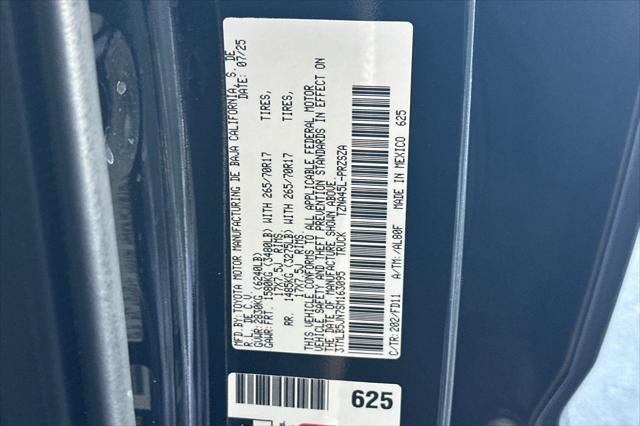 MFD.BY:TOYOTA MOTOR MANUFACTURING DE BAJA CALIFORNIA, S. DE
R.L. DE C.V. DATE: 07/25
GVWR:2830KG (6240LB)
GAWR:FRT. 1580KG (3480LB) WITH 265/70R17 TIRES,
17X7.5J RIMS.
RR. 1485KG (3275LB) WITH 265/70R17 TIRES,
17X7.5J RIMS.
THIS VEHICLE CONFORMS TO ALL APPLICABLE FEDERAL MOTOR
VEHICLE SAFETY AND THEFT PREVENTION STANDARDS IN EFFECT ON
THE DATE OF MANUFACTURE SHOWN ABOVE.
3TMLB5JN7SM163095 TRUCK TZNA45L-PRZSZA
C/TR:202/FD11 A/TM:/AL80F MADE IN MEXICO 625
625